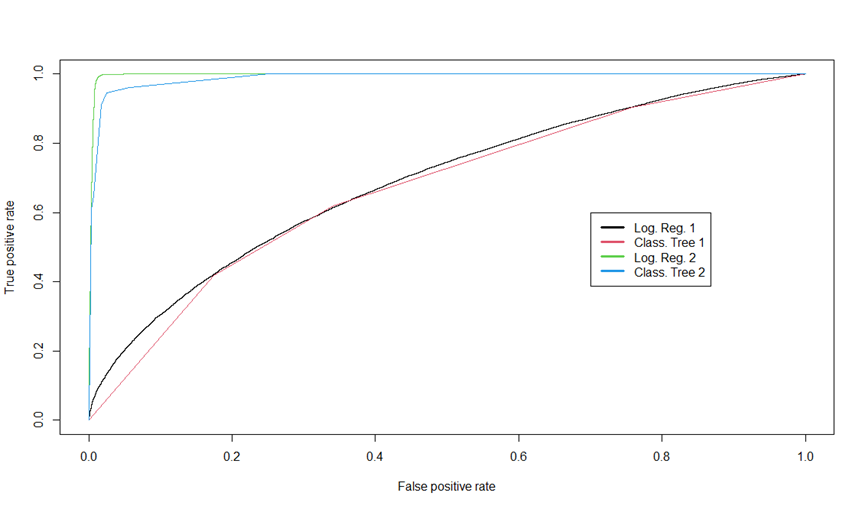 1.0
0.8
0.6
0.4
0.2
0.0
True positive rate
Log. Reg. 1
Class. Tree 1
Log. Reg. 2
Class. Tree 2
0.0 0.2 0.4 0.6 0.8 1.0
False positive rate